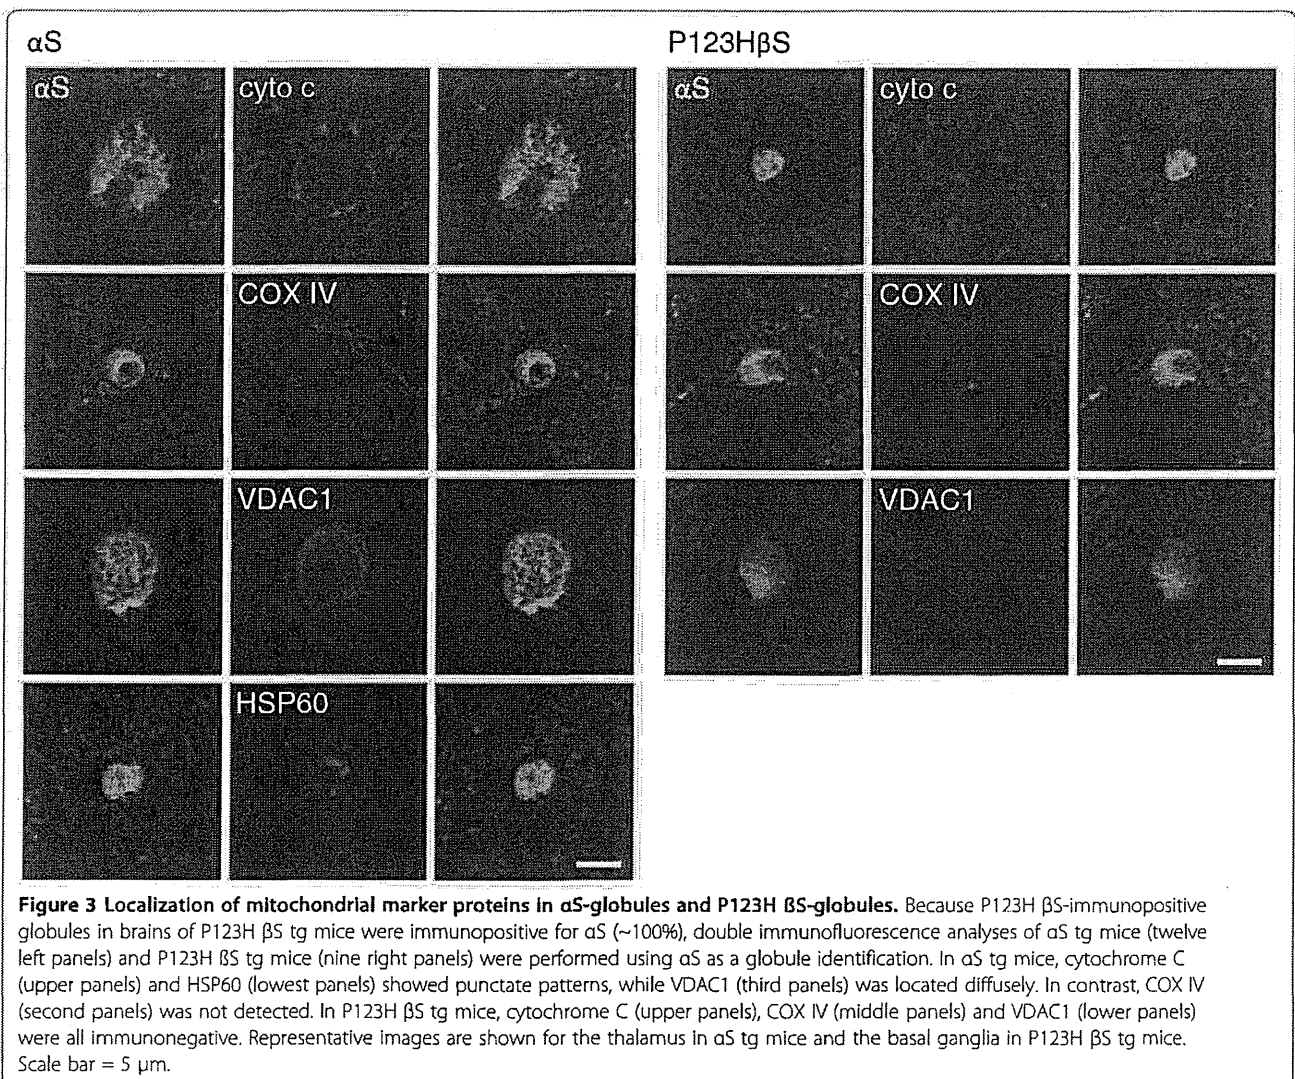 αS
P123HβS
αS
cyto c
αS
cyto c
COX IV
COX IV
VDAC1
VDAC1
HSP60
Figure 3 Localization of mitochondrial marker proteins in αS-globules and P123H ßS-globules. Because P123H βS-immunopositive
globules in brains of P123H βS tg mice were immunopositive for αS (~100%), double immunofluorescence analyses of αS tg mice (twelve
left panels) and P123H ßS tg mice (nine right panels) were performed using αS as a globule identification. In αS tg mice, cytochrome C
(upper panels) and HSP60 (lowest panels) showed punctate patterns, while VDAC1 (third panels) was located diffusely. In contrast, COX IV
(second panels) was not detected. In P123H βS tg mice, cytochrome C (upper panels), COX IV (middle panels) and VDAC1 (lower panels)
were all immunonegative. Representative images are shown for the thalamus in αS tg mice and the basal ganglia in P123H βS tg mice.
Scale bar = 5 μm.